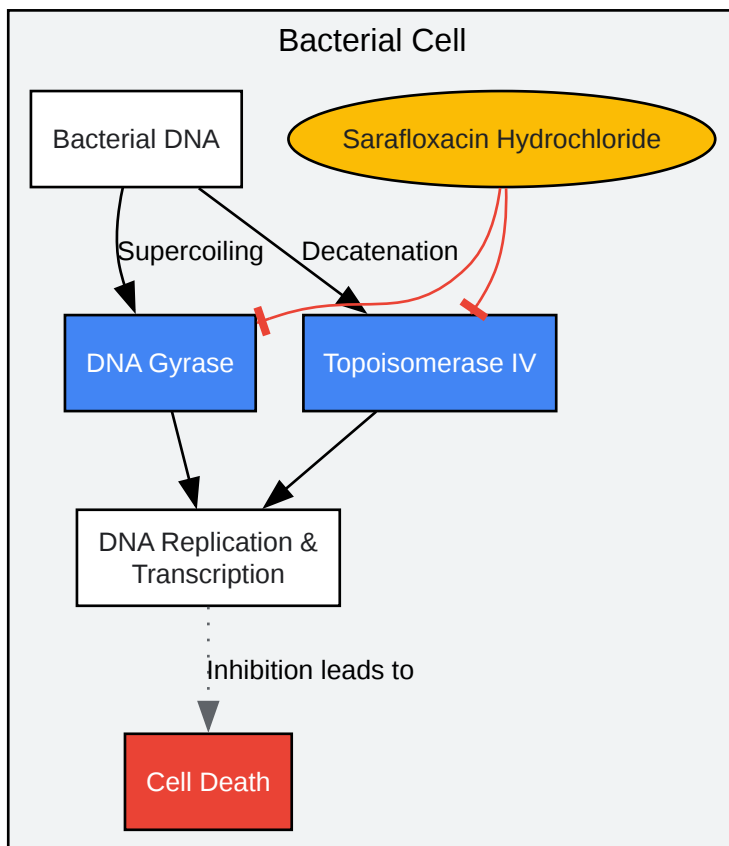 Bacterial Cell
Bacterial DNA
Sarafloxacin Hydrochloride
Supercoiling
Decatenation
DNA Gyrase
Topoisomerase IV
DNA Replication &
Transcription
Inhibition leads to
Cell Death